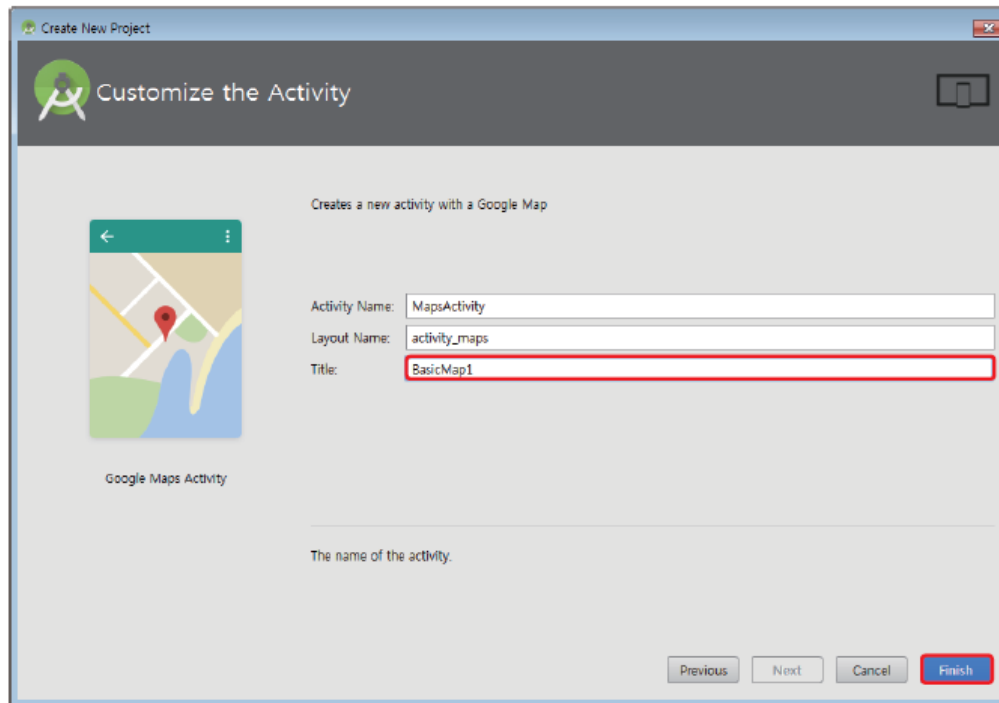 Create New Project
Customize the Activity
Creates a new activity with a Google Map
Activity Name: MapsActivity
Layout Name: activity_maps
Title: BasicMap1
Google Maps Activity
The name of the activity.
Previous Next Cancel Finish